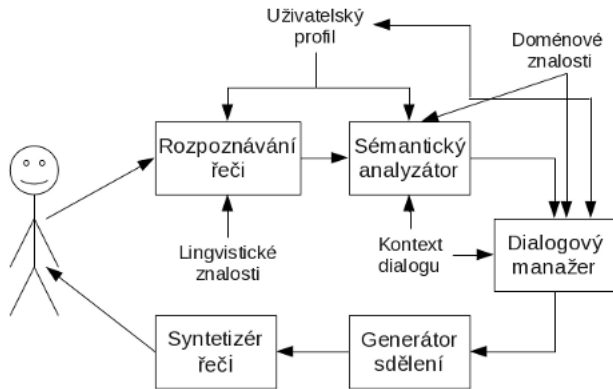 Uživatelský
profil
Doménové
znalosti
Rozpoznávání
řeči
Sémantický
analyzátor
Lingvistické
znalosti
Kontext
dialogu
Dialogový
manažer
Syntetizér
řeči
Generátor
sdělení